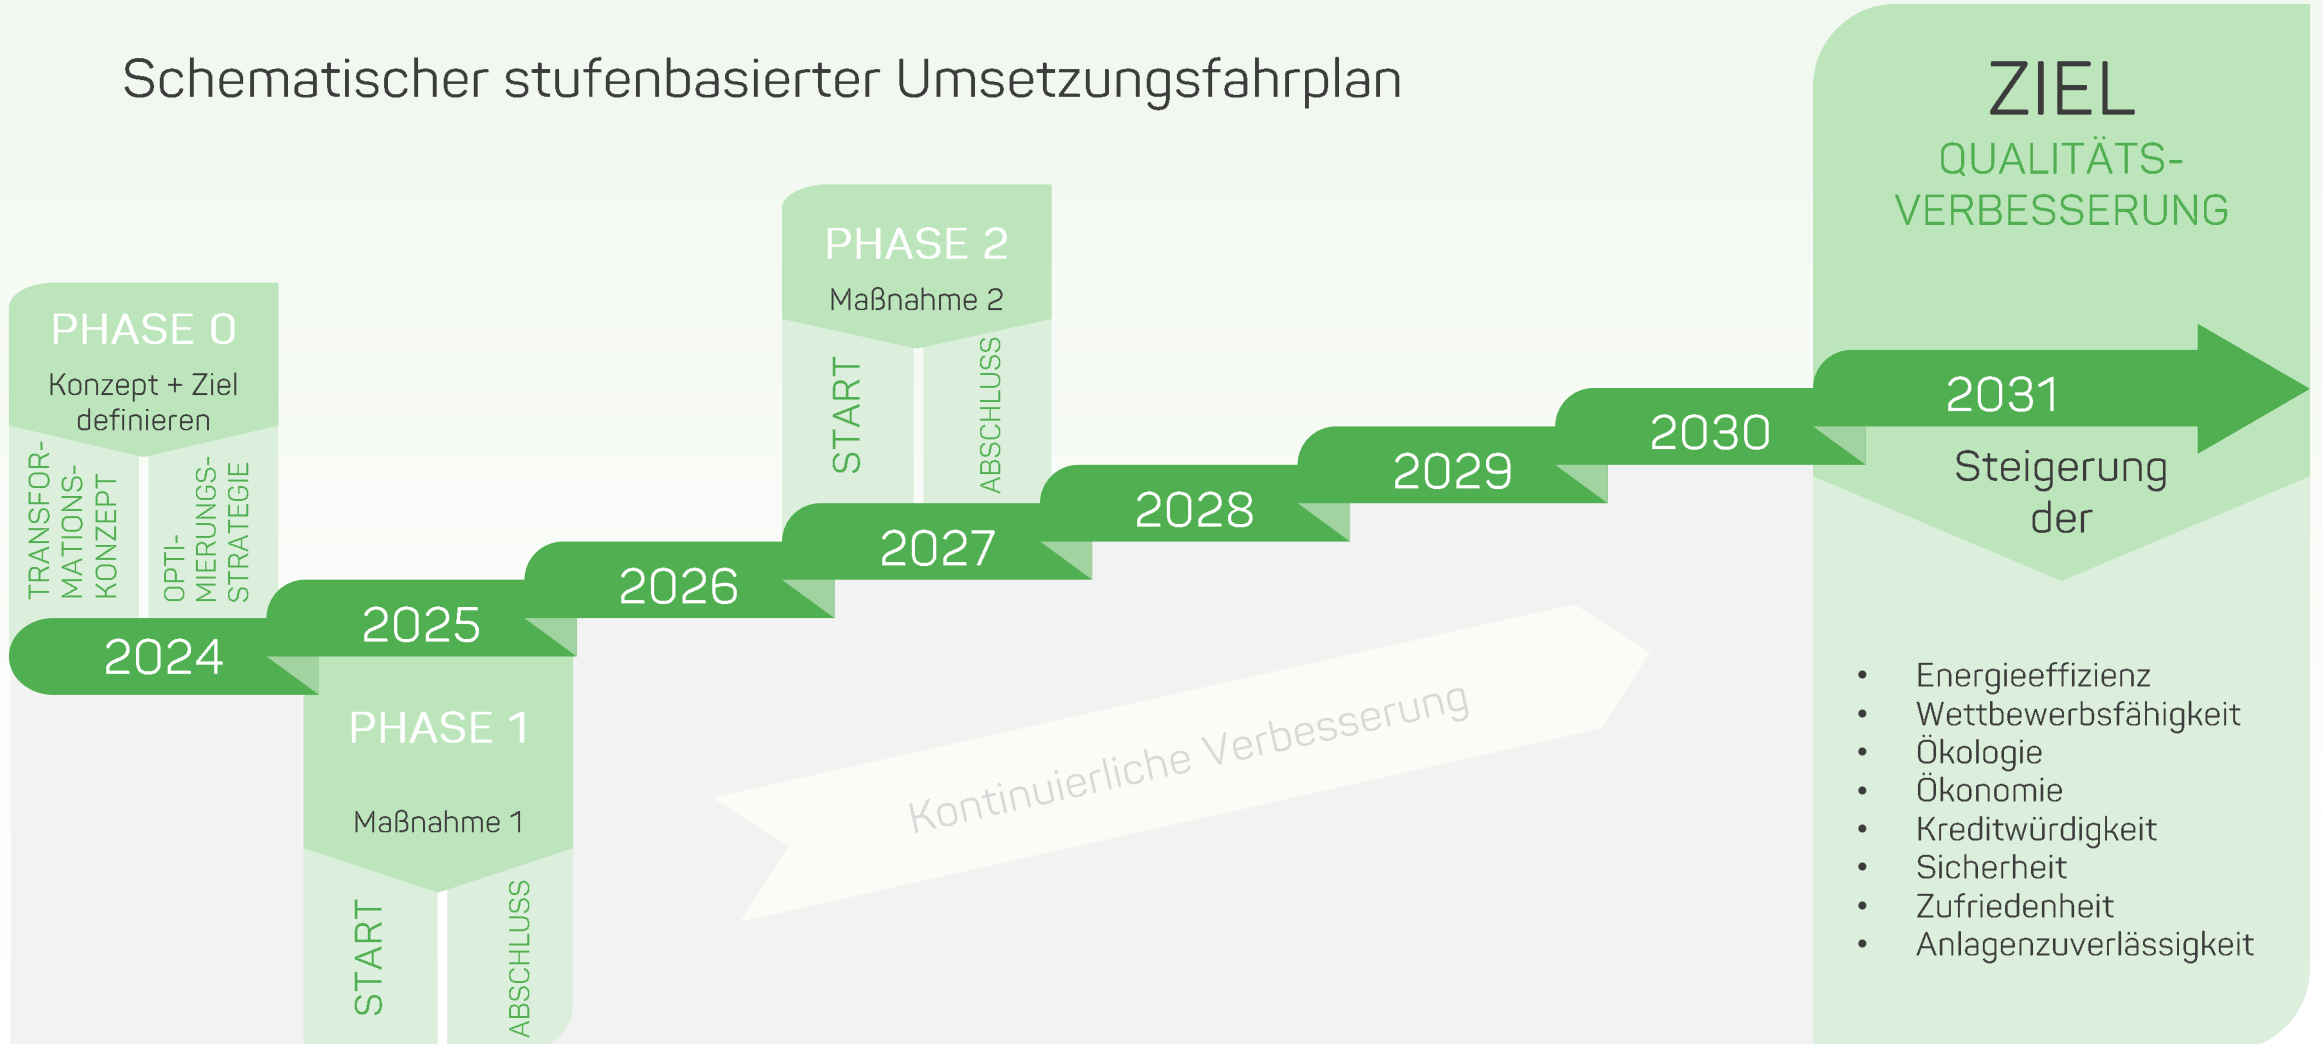 Schematischer stufenbasierter Umsetzungsfahrplan
PHASE 0
Konzept + Ziel
definieren
TRANSFOR-
MATIONS-
KONZEPT
OPTI-
MIERUNGS-
STRATEGIE
2024
2025
PHASE 1
Maßnahme 1
START
ABSCHLUSS
2026
PHASE 2
Maßnahme 2
START
ABSCHLUSS
2027
2028
2029
2030
2031
Kontinuierliche Verbesserung
ZIEL
QUALITÄTS-
VERBESSERUNG
Steigerung
der
• Energieeffizienz
• Wettbewerbsfähigkeit
• Ökologie
• Ökonomie
• Kreditwürdigkeit
• Sicherheit
• Zufriedenheit
• Anlagenzuverlässigkeit